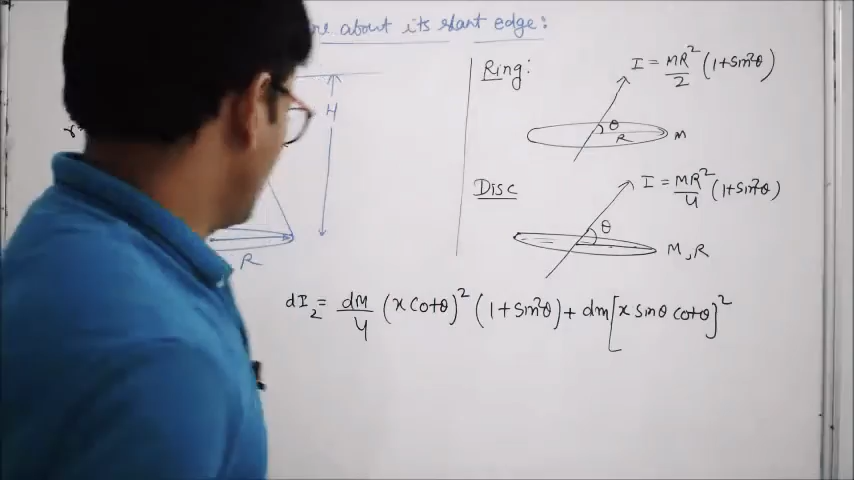 about its slant edge:
H
R
Ring:
I = MR²/2 (1+sin²θ)
θ
R
M
Disc
I = MR²/4 (1+sin²θ)
θ
M, R
dI₂ = dM/4 (x cotθ)² (1+sin²θ) + dm[x sinθ cotθ]²